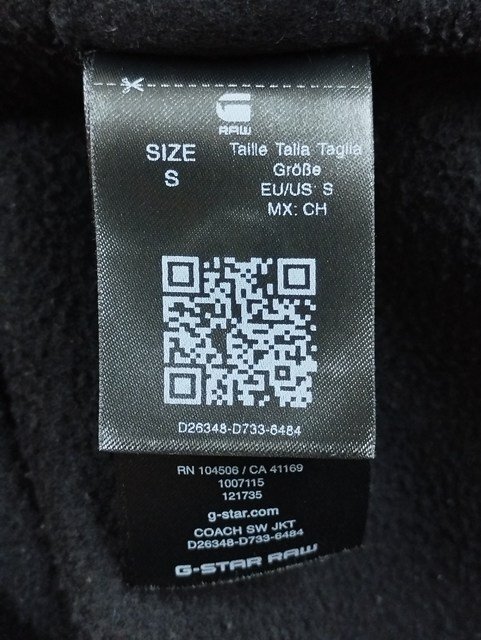 RAW
SIZE
S
Taille Talla Taglia
Größe
EU/US S
MX: CH
D26348-D733-6484
RN 104506 / CA 41169
1007115
121735
g-star.com
COACH SW JKT
D26348-D733-6484
G-STAR RAW